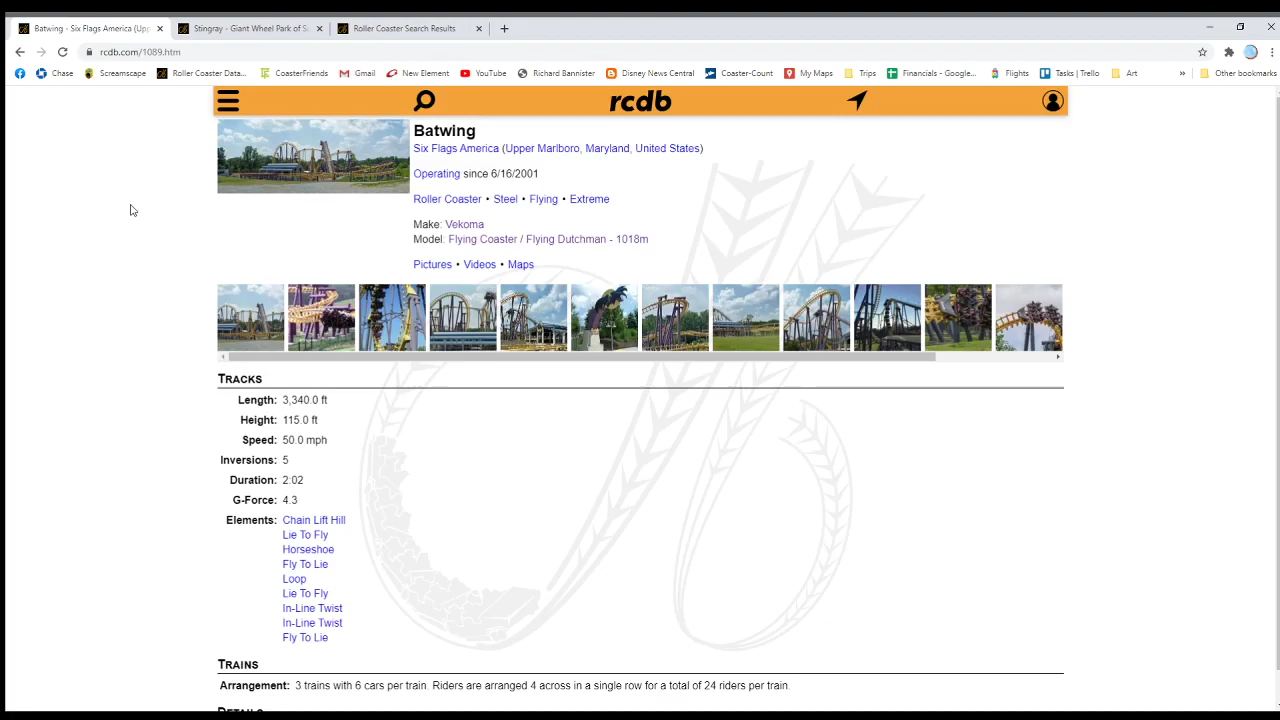 Batwing - Six Flags America (Upp
Stingray - Giant Wheel Park of S
Roller Coaster Search Results
rcdb.com/1089.htm
Chase
Screamscape
Roller Coaster Data...
CoasterFriends
Gmail
New Element
YouTube
Richard Bannister
Disney News Central
Coaster-Count
My Maps
Trips
Financials - Google...
Flights
Tasks | Trello
Art
»
Other bookmarks
rcdb
Batwing
Six Flags America (Upper Marlboro, Maryland, United States)
Operating since 6/16/2001
Roller Coaster • Steel • Flying • Extreme
Make: Vekoma
Model: Flying Coaster / Flying Dutchman - 1018m
Pictures • Videos • Maps
Tracks
Length: 3,340.0 ft
Height: 115.0 ft
Speed: 50.0 mph
Inversions: 5
Duration: 2:02
G-Force: 4.3
Elements: Chain Lift Hill
Lie To Fly
Horseshoe
Fly To Lie
Loop
Lie To Fly
In-Line Twist
In-Line Twist
Fly To Lie
Trains
Arrangement: 3 trains with 6 cars per train. Riders are arranged 4 across in a single row for a total of 24 riders per train.